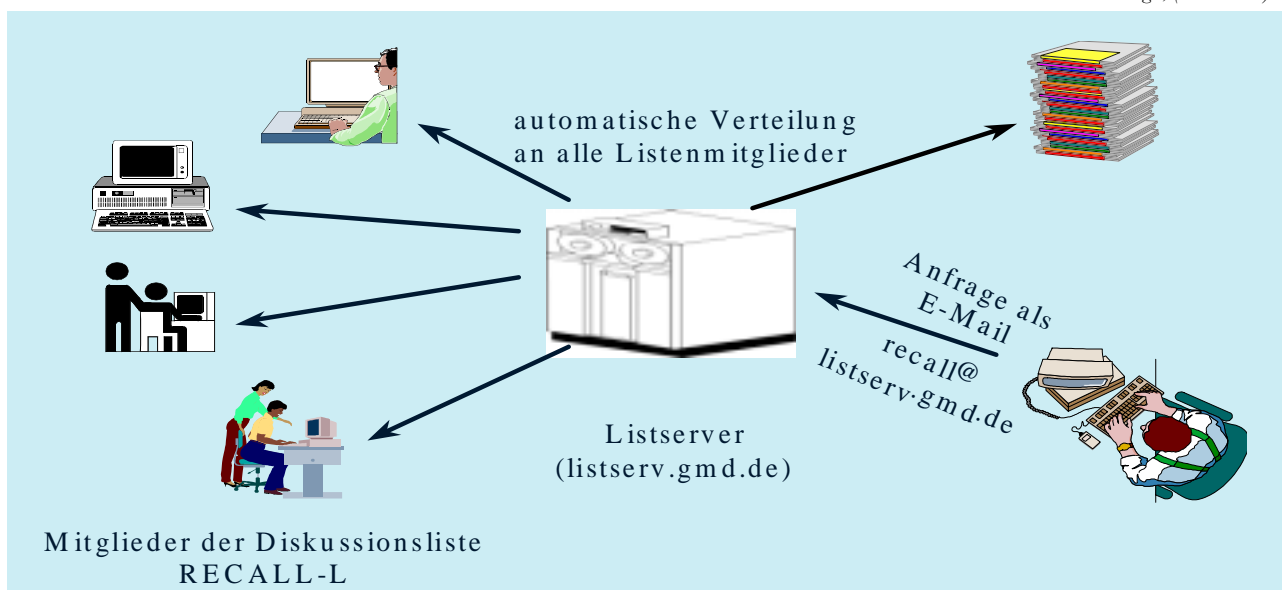 automatische Verteilung
an alle Listenmitglieder
Anfrage als
E-Mail
recall@
listserv.gmd.de
Listserver
(listserv.gmd.de)
Mitglieder der Diskussionsliste
RECALL-L